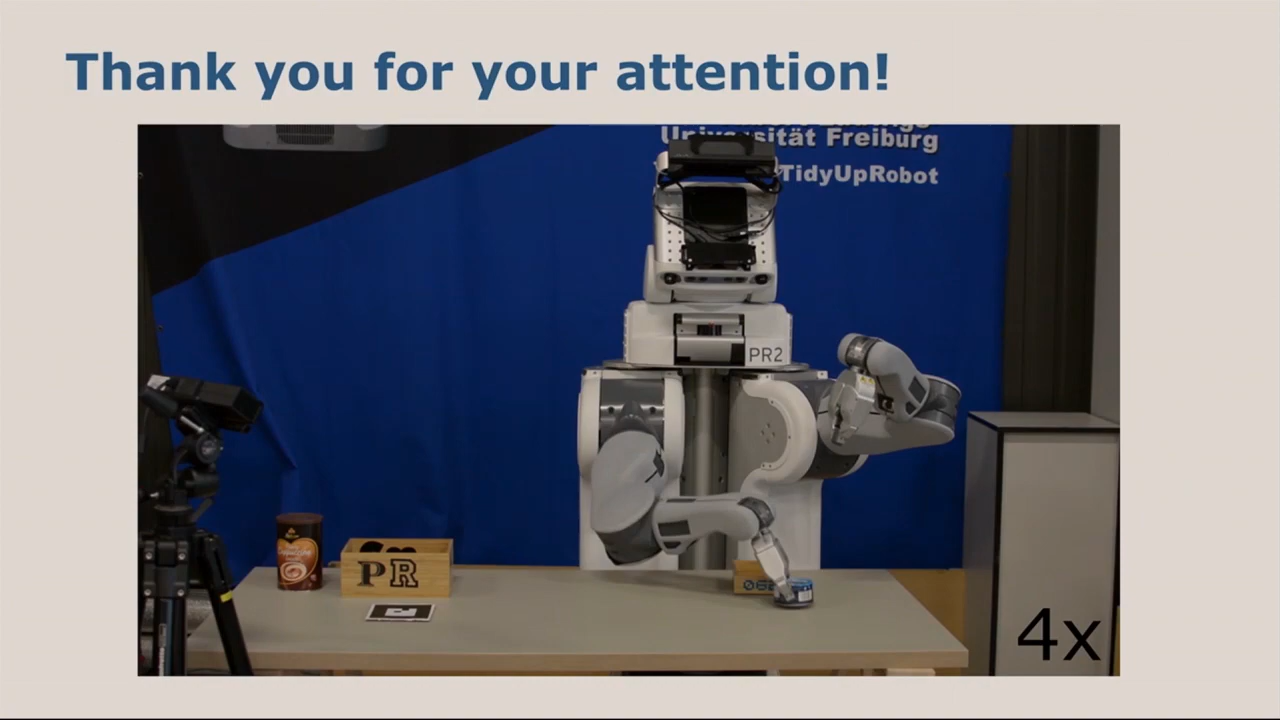 Thank you for your attention!
Universität Freiburg
TidyUpRobot
PR2
PR
4x